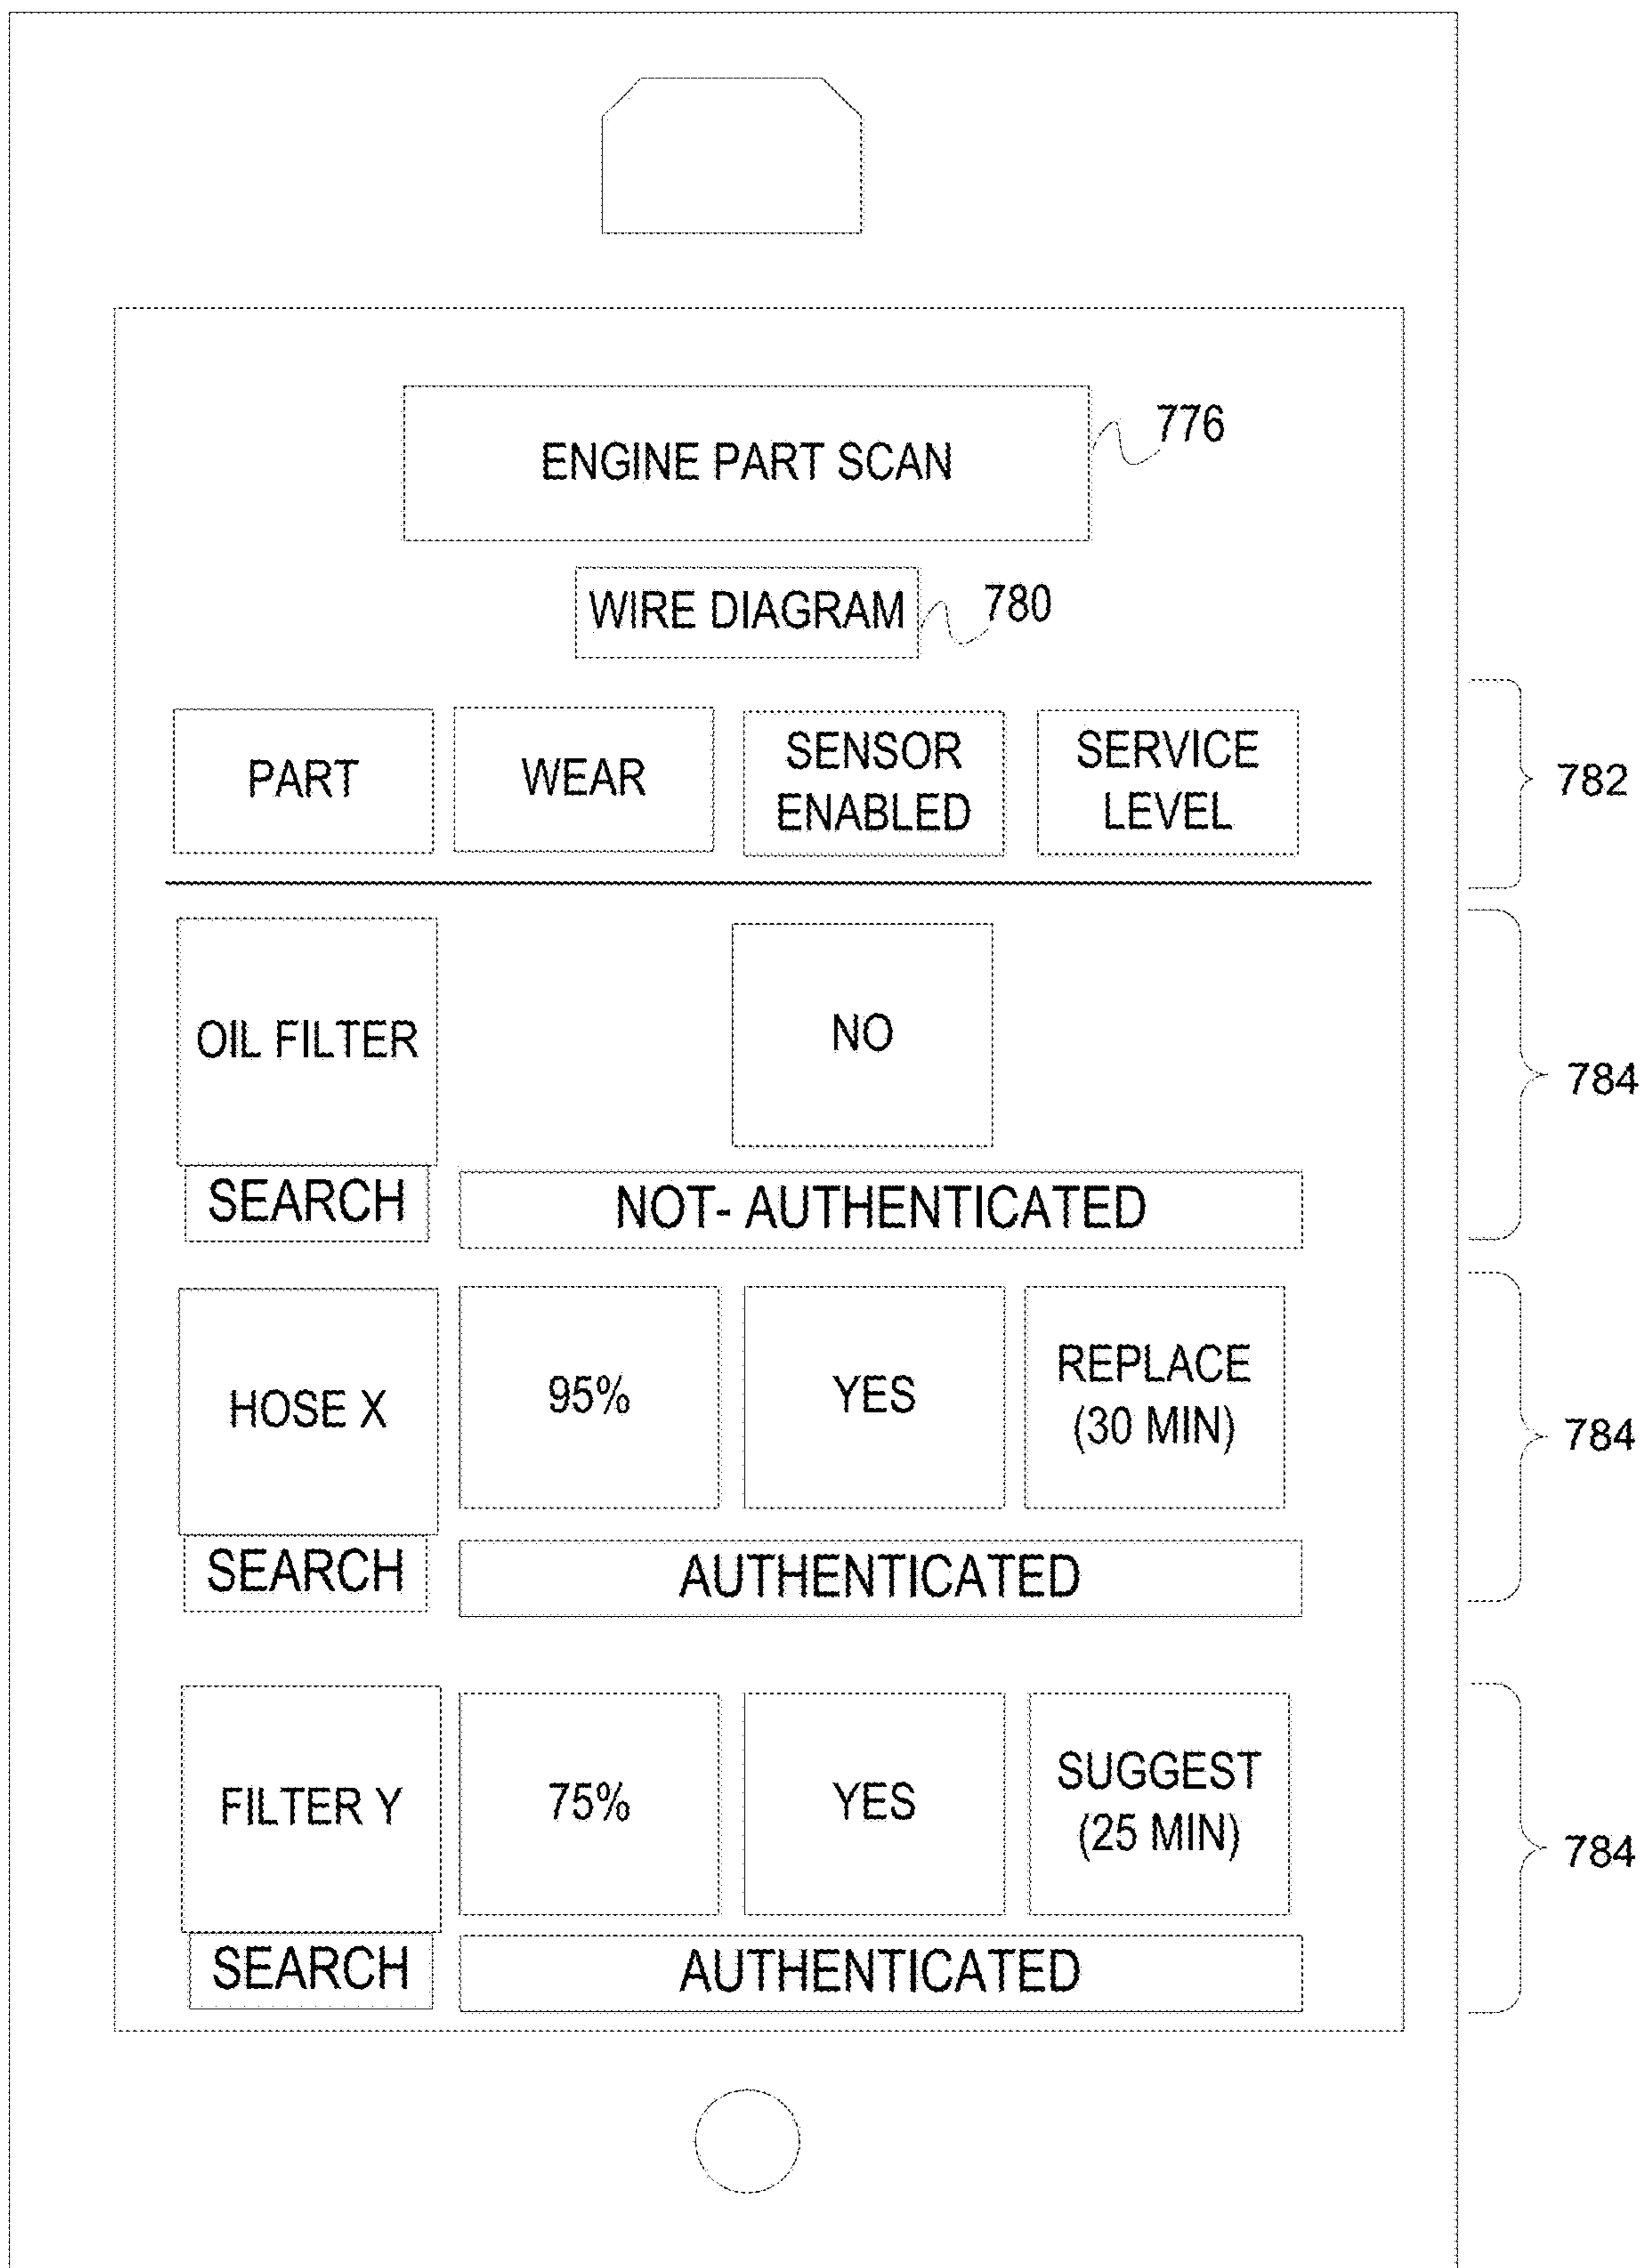 ENGINE PART SCAN
776
WIRE DIAGRAM
780
PART
WEAR
SENSOR
ENABLED
SERVICE
LEVEL
782
OIL FILTER
NO
784
SEARCH
NOT- AUTHENTICATED
HOSE X
95%
YES
REPLACE
(30 MIN)
784
SEARCH
AUTHENTICATED
FILTER Y
75%
YES
SUGGEST
(25 MIN)
784
SEARCH
AUTHENTICATED